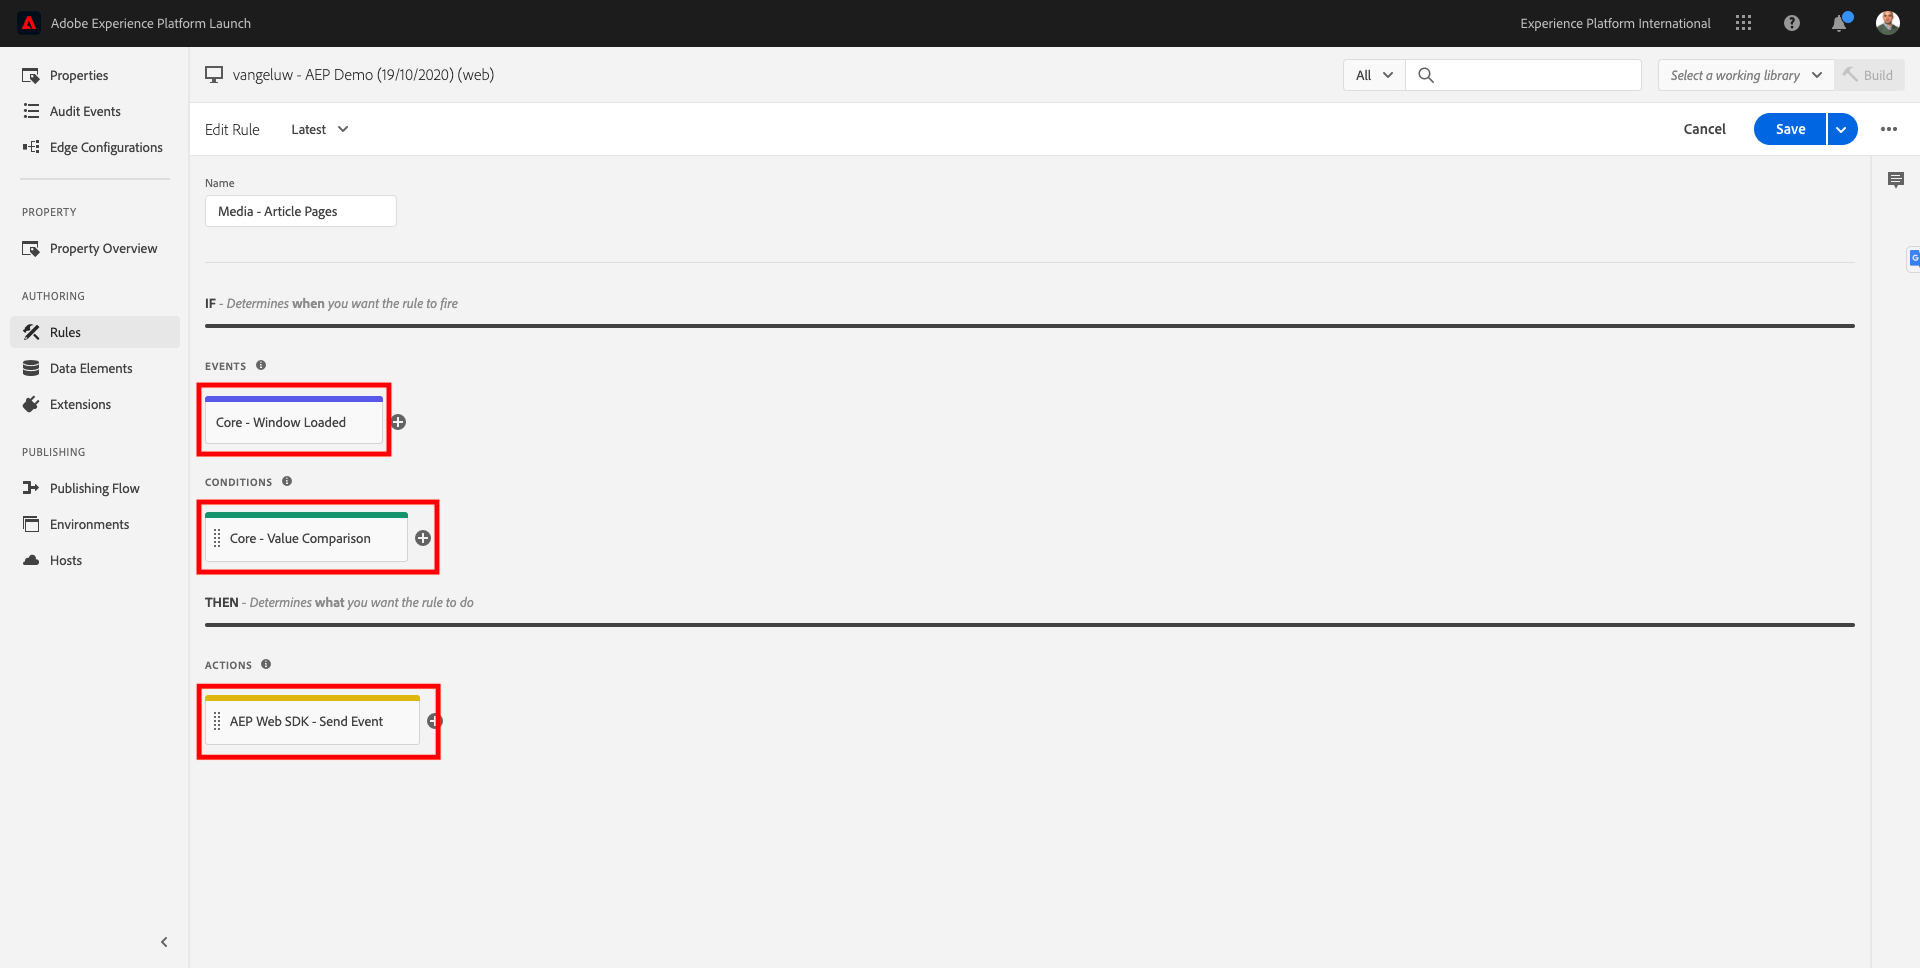 Adobe Experience Platform Launch
Experience Platform International
Properties
Audit Events
Edge Configurations
PROPERTY
Property Overview
AUTHORING
Rules
Data Elements
Extensions
PUBLISHING
Publishing Flow
Environments
Hosts
vangeluw - AEP Demo (19/10/2020) (web)
All
Select a working library
Build
Edit Rule
Latest
Cancel
Save
Name
Media - Article Pages
IF - Determines when you want the rule to fire
EVENTS
Core - Window Loaded
CONDITIONS
Core - Value Comparison
THEN - Determines what you want the rule to do
ACTIONS
AEP Web SDK - Send Event